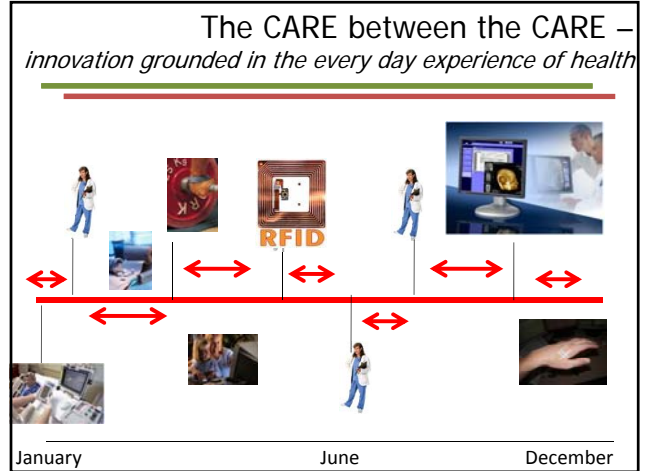 The CARE between the CARE –
innovation grounded in the every day experience of health
RFID
January June December